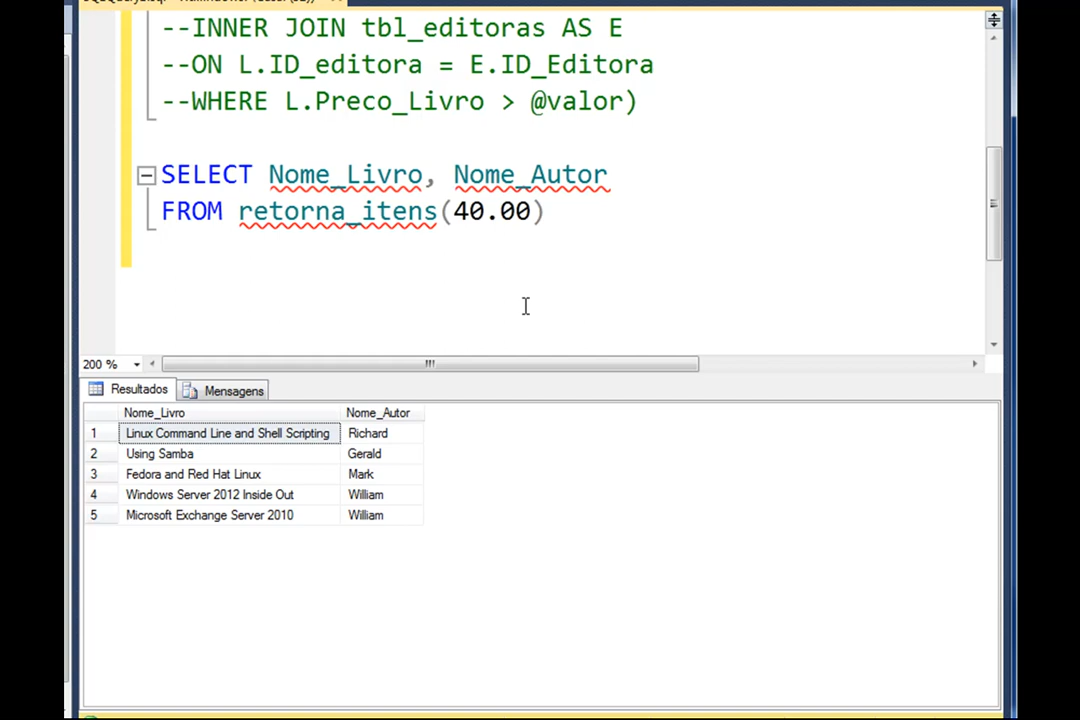 --INNER JOIN tbl_editoras AS E
--ON L.ID_editora = E.ID_Editora
--WHERE L.Preco_Livro > @valor)
SELECT Nome_Livro, Nome_Autor
FROM retorna_itens(40.00)
200 %
Resultados Mensagens
Nome_Livro Nome_Autor
1 Linux Command Line and Shell Scripting Richard
2 Using Samba Gerald
3 Fedora and Red Hat Linux Mark
4 Windows Server 2012 Inside Out William
5 Microsoft Exchange Server 2010 William